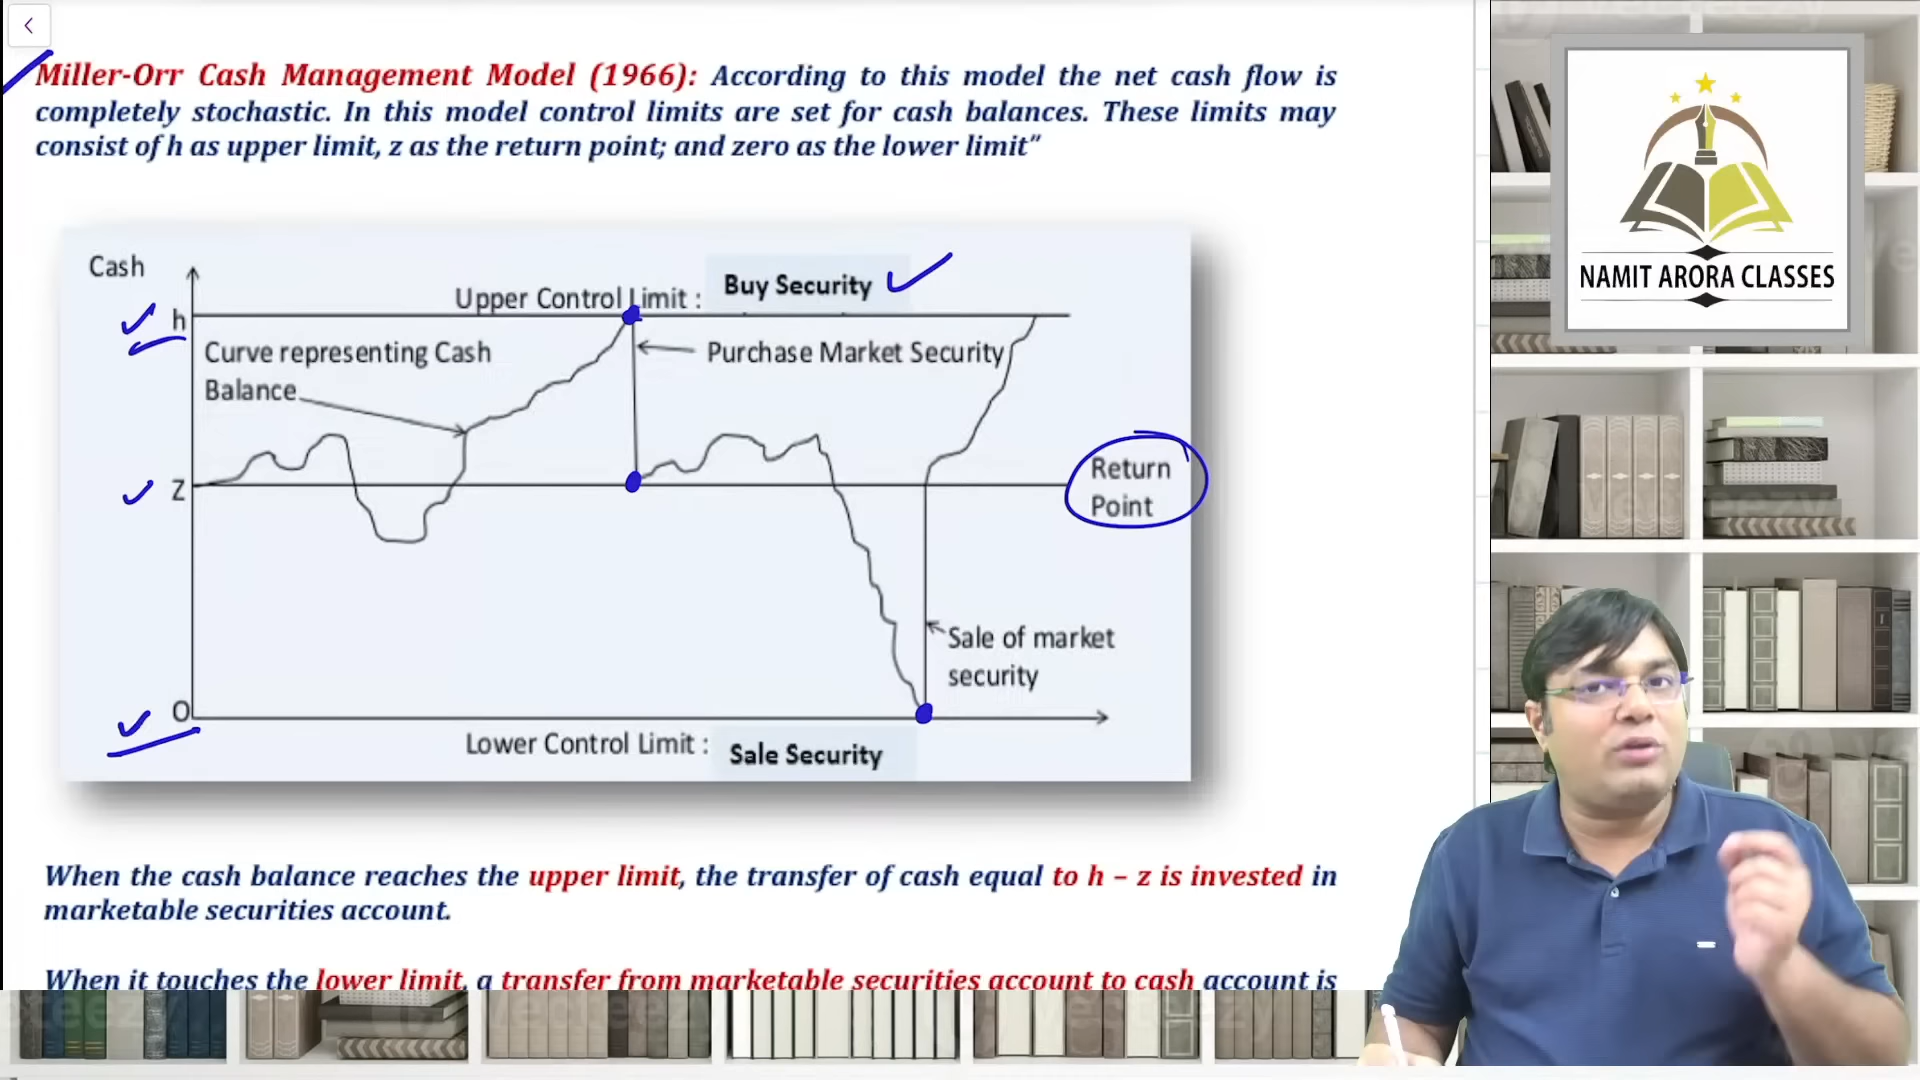 Miller-Orr Cash Management Model (1966): According to this model the net cash flow is
completely stochastic. In this model control limits are set for cash balances. These limits may
consist of h as upper limit, z as the return point; and zero as the lower limit"
Cash
Upper Control Limit : Buy Security
h
Curve representing Cash
Balance
Purchase Market Security
Z
Return
Point
Sale of market
security
O
Lower Control Limit : Sale Security
When the cash balance reaches the upper limit, the transfer of cash equal to h – z is invested in
marketable securities account.
When it touches the lower limit, a transfer from marketable securities account to cash account is
NAMIT ARORA CLASSES